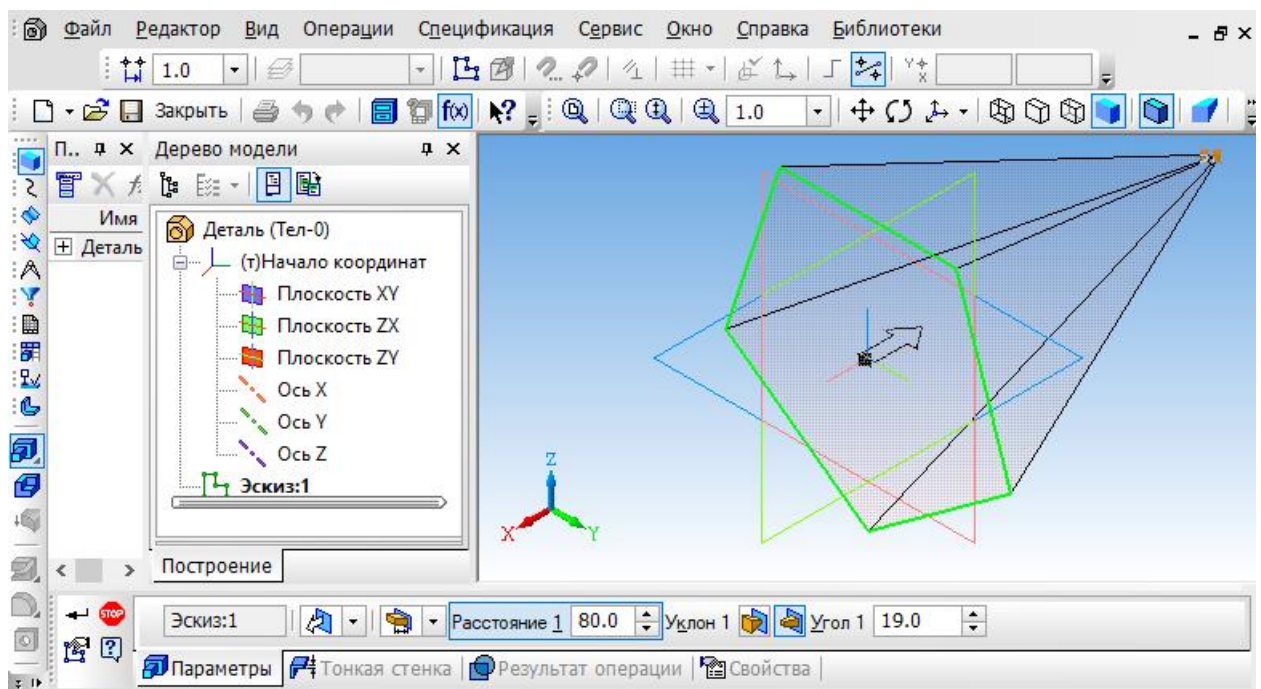 Файл Редактор Вид Операции Спецификация Сервис Окно Справка Библиотеки
1.0
Закрыть f(x) 1.0
П.. Дерево модели
Имя
Деталь
Деталь (Тел-0)
(т)Начало координат
Плоскость XY
Плоскость ZX
Плоскость ZY
Ось X
Ось Y
Ось Z
Эскиз:1
Z
X
Y
Построение
STOP Эскиз:1 Расстояние 1 80.0 Уклон 1 Угол 1 19.0
Параметры Тонкая стенка Результат операции Свойства